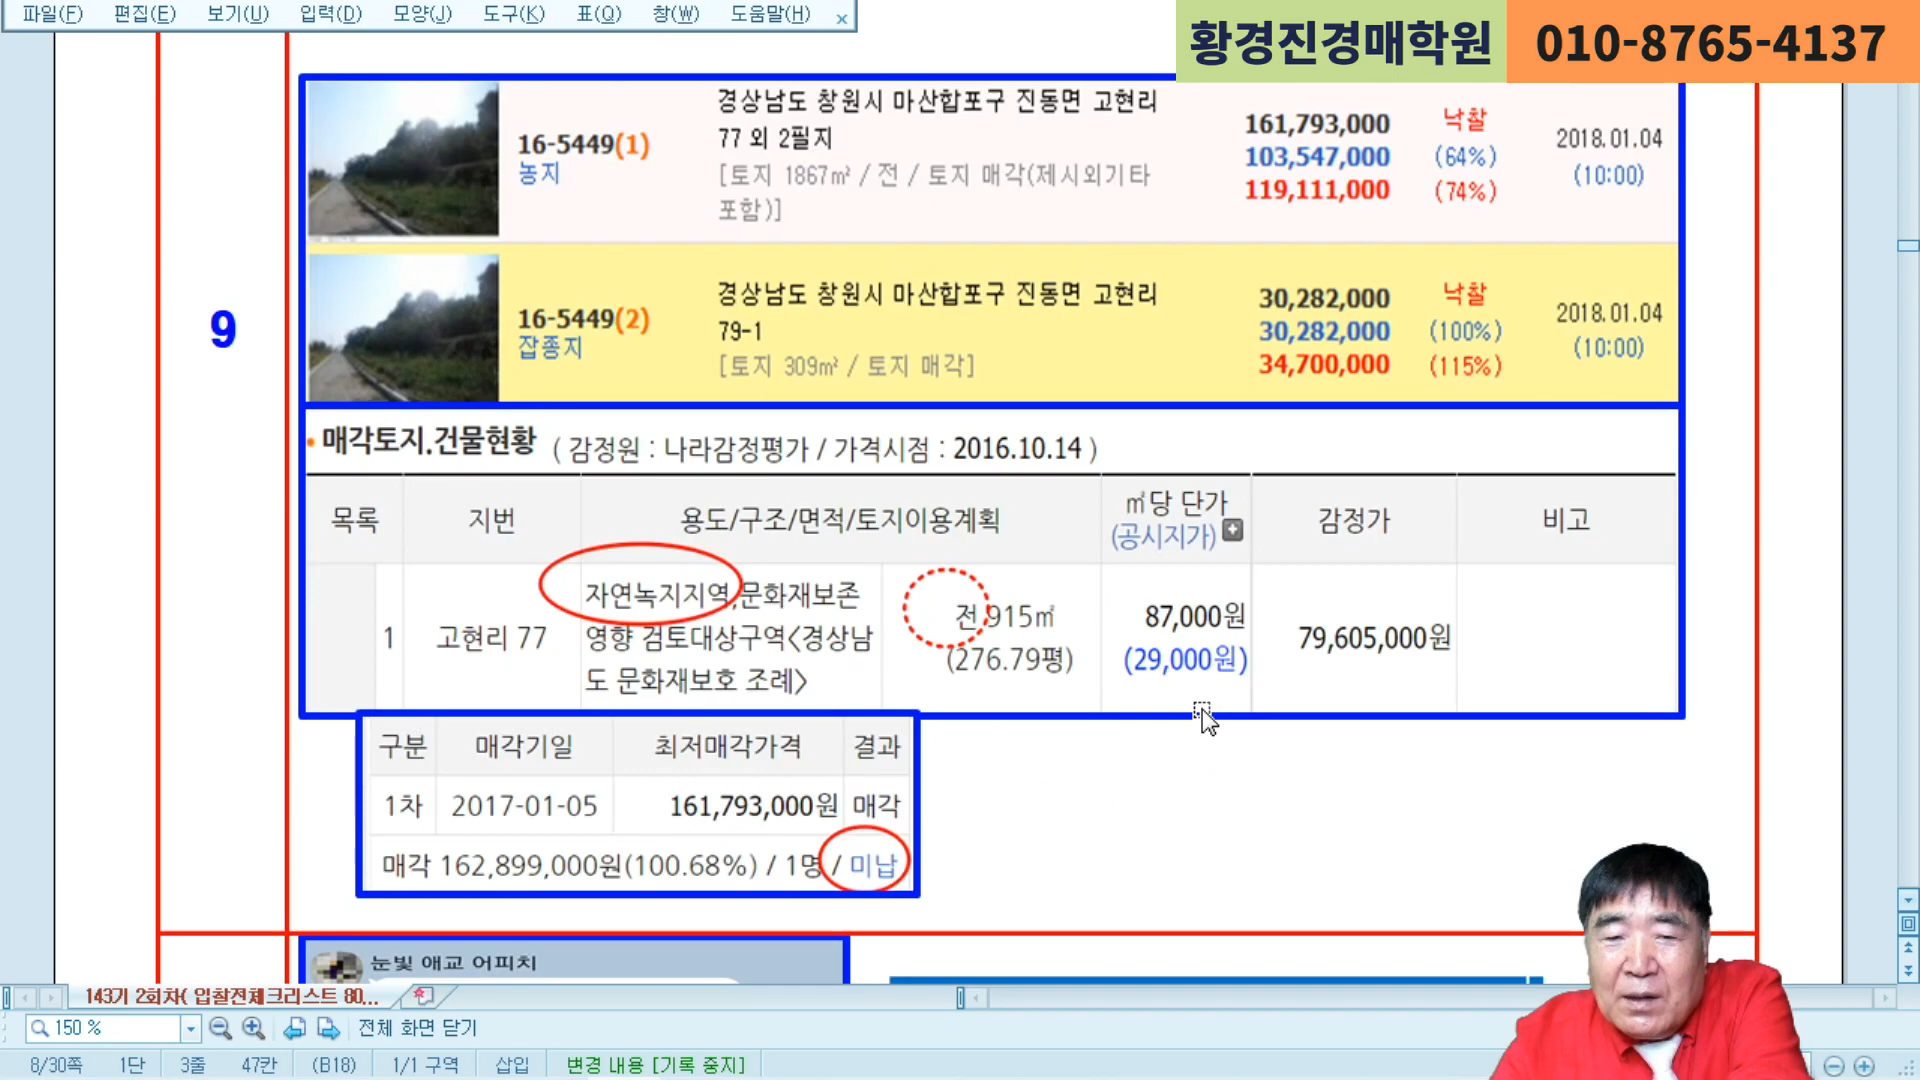 파일(F) 편집(E) 보기(U) 입력(D) 모양(J) 도구(K) 표(Q) 창(W) 도움말(H) x
황경진경매학원 010-8765-4137
9
16-5449(1)
농지
경상남도 창원시 마산합포구 진동면 고현리
77 외 2필지
[토지 1867㎡ / 전 / 토지 매각(제시외기타
포함)]
161,793,000 낙찰
103,547,000 (64%)
119,111,000 (74%)
2018.01.04
(10:00)
16-5449(2)
잡종지
경상남도 창원시 마산합포구 진동면 고현리
79-1
[토지 309㎡ / 토지 매각]
30,282,000 낙찰
30,282,000 (100%)
34,700,000 (115%)
2018.01.04
(10:00)
• 매각토지.건물현황 ( 감정원 : 나라감정평가 / 가격시점 : 2016.10.14 )
목록 지번 용도/구조/면적/토지이용계획 ㎡당 단가 (공시지가) 감정가 비고
1 고현리 77
자연녹지지역,문화재보존
영향 검토대상구역<경상남
도 문화재보호 조례>
전 915㎡
(276.79평)
87,000원
(29,000원)
79,605,000원
구분 매각기일 최저매각가격 결과
1차 2017-01-05 161,793,000원 매각
매각 162,899,000원(100.68%) / 1명 / 미납
눈빛 애교 어피치
143기 2회차( 입찰전체크리스트 80...
150 % 전체 화면 닫기
8/30쪽 1단 3줄 47칸 (B18) 1/1 구역 삽입 변경 내용 [기록 중지]